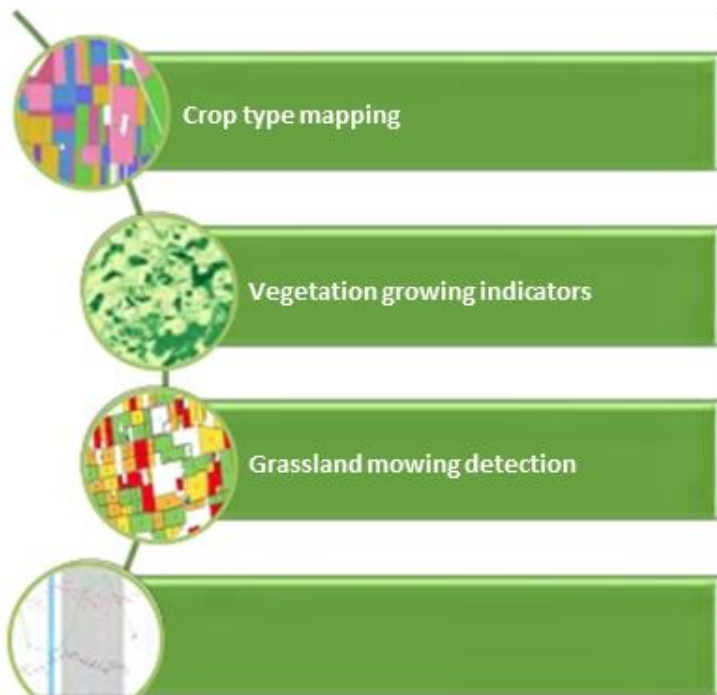 Crop type mapping
Vegetation growing indicators
Grassland mowing detection